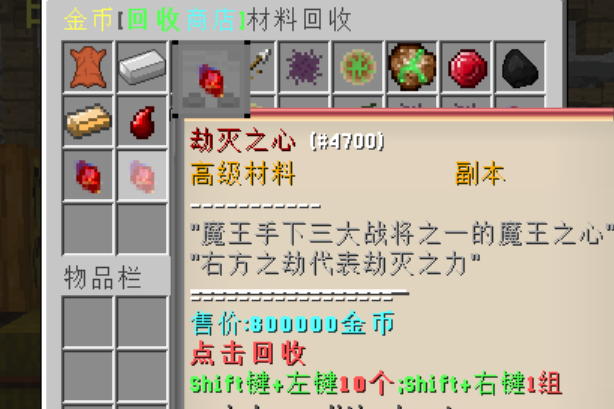 金币[回收商店]材料回收
劫灭之心 (#4700)
高级材料 副本
-----------
"魔王手下三大战将之一的魔王之心"
"右方之劫代表劫灭之力"
售价:800000金币
点击回收
Shift键+左键10个;Shift+右键1组
物品栏